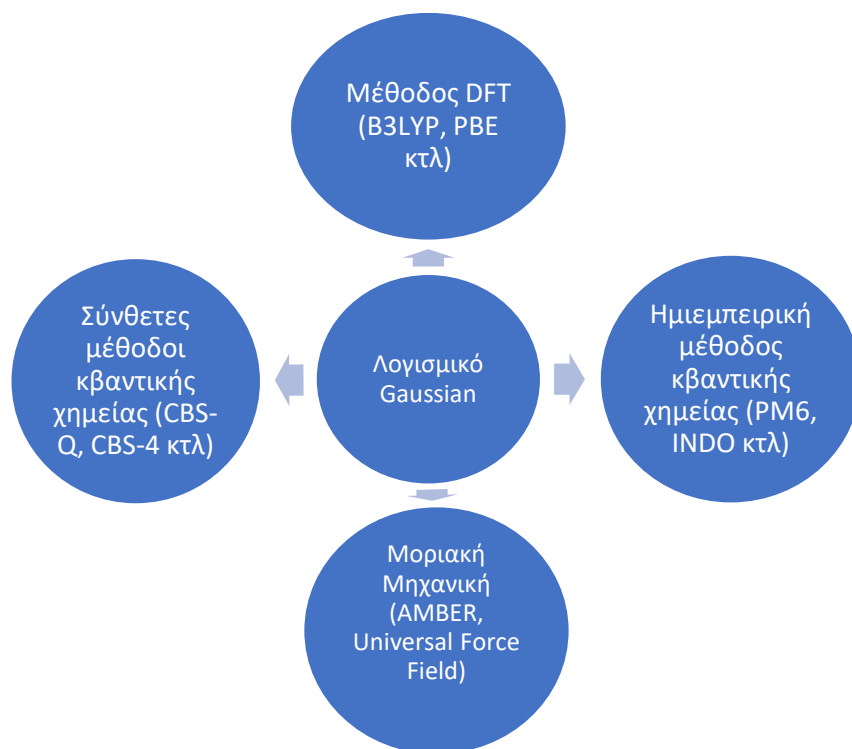 Μέθοδος DFT
(B3LYP, PBE
κτλ)
Σύνθετες
μέθοδοι
κβαντικής
χημείας (CBS-
Q, CBS-4 κτλ)
Λογισμικό
Gaussian
Ημιεμπειρική
μέθοδος
κβαντικής
χημείας (PM6,
INDO κτλ)
Μοριακή
Μηχανική
(AMBER,
Universal Force
Field)